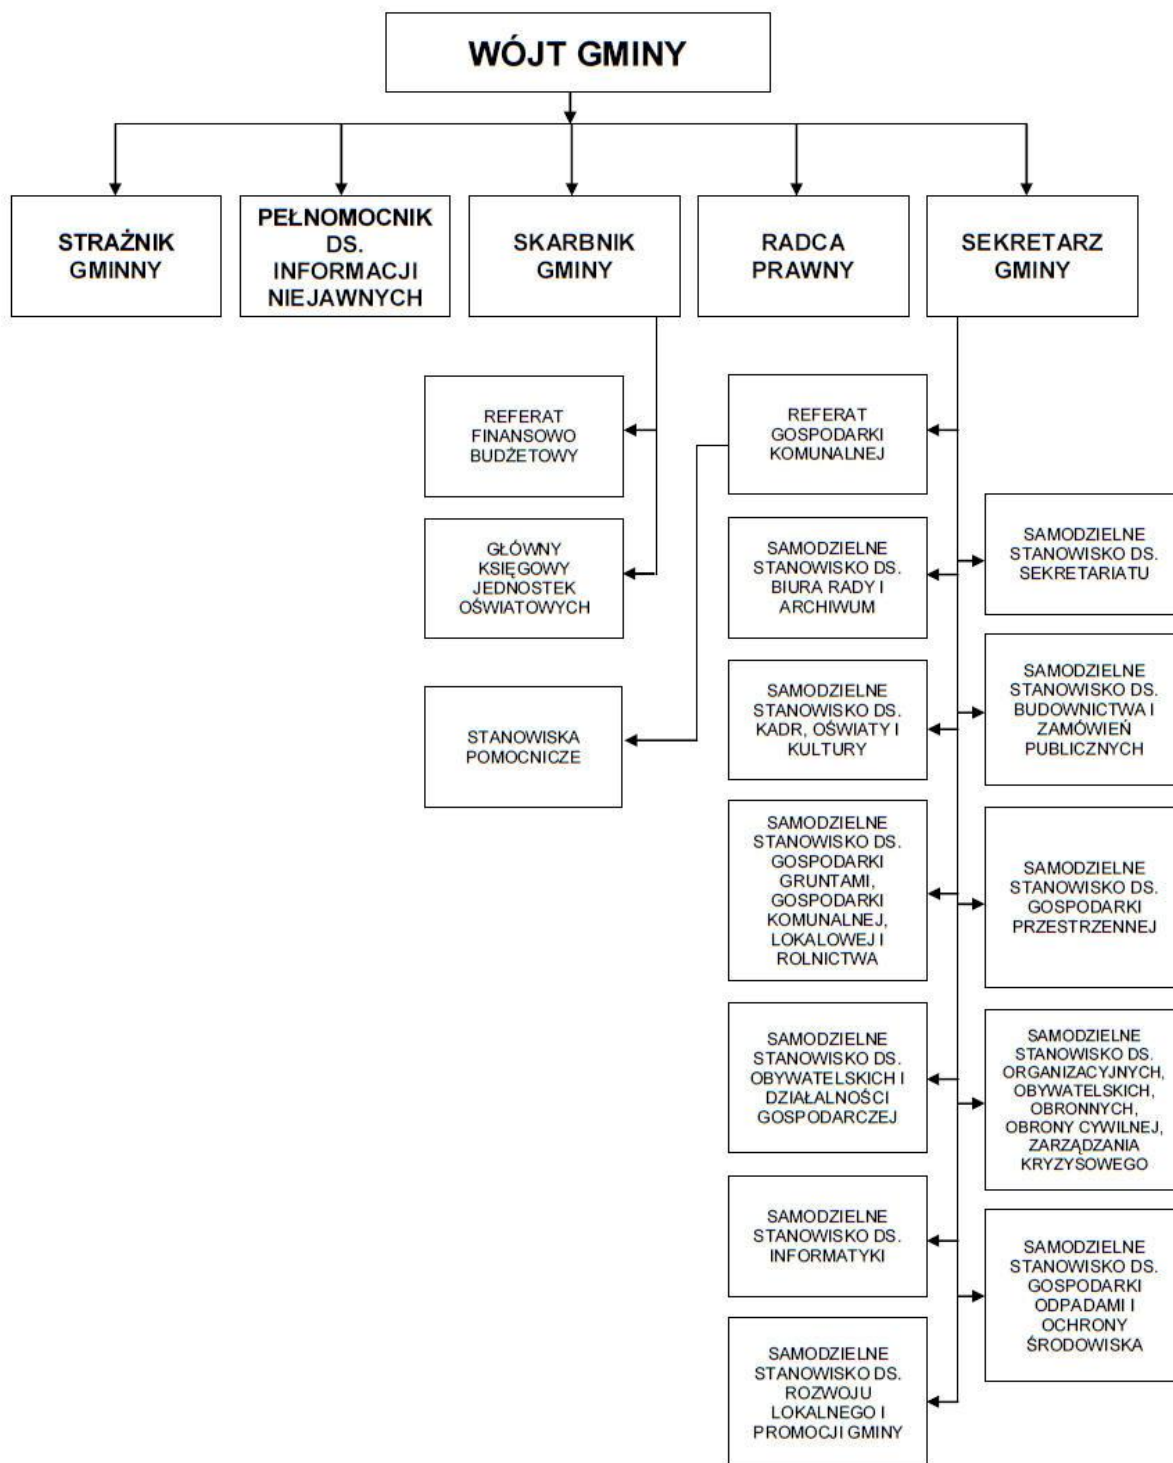 WÓJT GMINY
STRAŻNIK
GMINNY
PEŁNOMOCNIK
DS.
INFORMACJI
NIEJAWNYCH
SKARBNIK
GMINY
RADCA
PRAWNY
SEKRETARZ
GMINY
REFERAT
FINANSOWO
BUDŻETOWY
GŁÓWNY
KSIĘGOWY
JEDNOSTEK
OŚWIATOWYCH
STANOWISKA
POMOCNICZE
REFERAT
GOSPODARKI
KOMUNALNEJ
SAMODZIELNE
STANOWISKO DS.
BIURA RADY I
ARCHIWUM
SAMODZIELNE
STANOWISKO DS.
KADR, OŚWIATY I
KULTURY
SAMODZIELNE
STANOWISKO DS.
GOSPODARKI
GRUNTAMI,
GOSPODARKI
KOMUNALNEJ,
LOKALOWEJ I
ROLNICTWA
SAMODZIELNE
STANOWISKO DS.
OBYWATELSKICH I
DZIAŁALNOŚCI
GOSPODARCZEJ
SAMODZIELNE
STANOWISKO DS.
INFORMATYKI
SAMODZIELNE
STANOWISKO DS.
ROZWOJU
LOKALNEGO I
PROMOCJI GMINY
SAMODZIELNE
STANOWISKO DS.
SEKRETARIATU
SAMODZIELNE
STANOWISKO DS.
BUDOWNICTWA I
ZAMÓWIEŃ
PUBLICZNYCH
SAMODZIELNE
STANOWISKO DS.
GOSPODARKI
PRZESTRZENNEJ
SAMODZIELNE
STANOWISKO DS.
ORGANIZACYJNYCH,
OBYWATELSKICH,
OBRONNYCH,
OBRONY CYWILNEJ,
ZARZĄDZANIA
KRYZYSOWEGO
SAMODZIELNE
STANOWISKO DS.
GOSPODARKI
ODPADAMI I
OCHRONY
ŚRODOWISKA